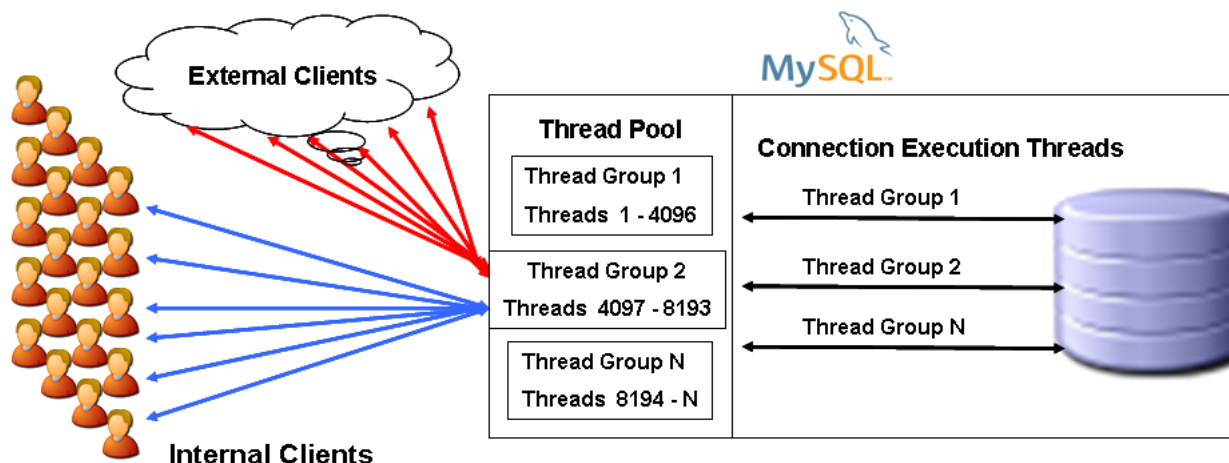 External Clients
MySQL™
Thread Pool
Thread Group 1
Threads 1 - 4096
Thread Group 2
Threads 4097 - 8193
Thread Group N
Threads 8194 - N
Connection Execution Threads
Thread Group 1
Thread Group 2
Thread Group N
Internal Clients